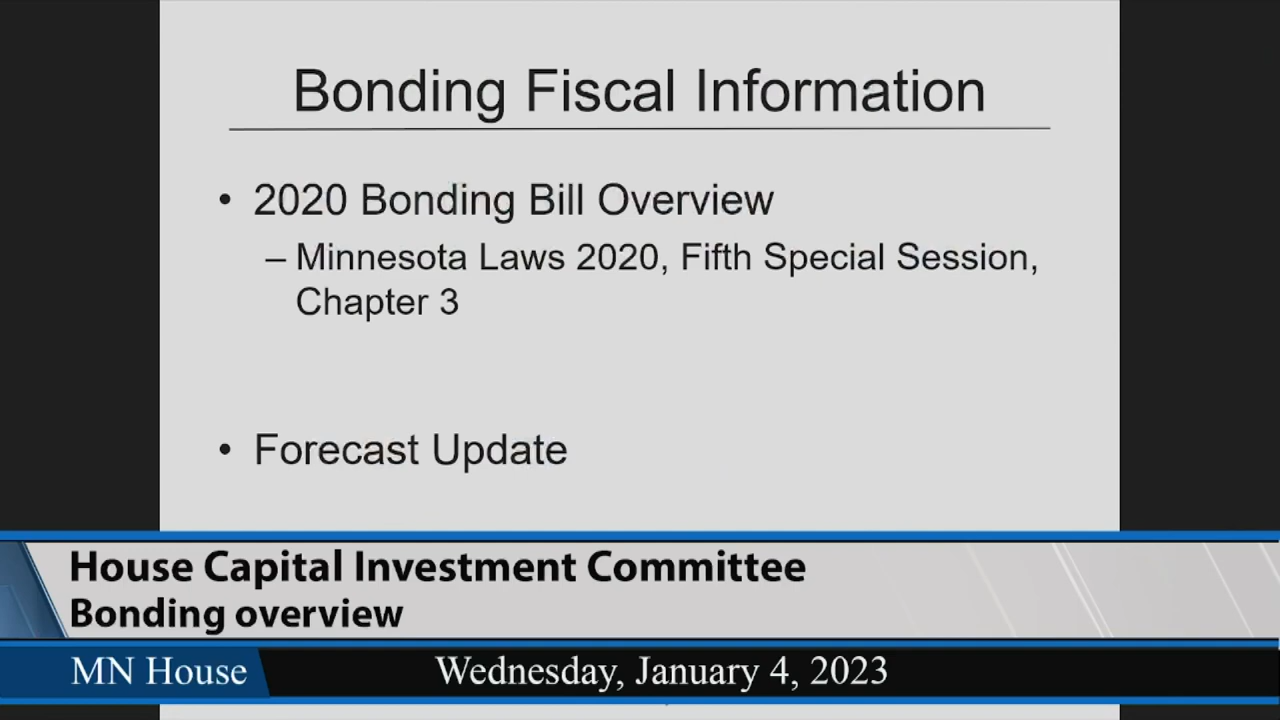 Bonding Fiscal Information
• 2020 Bonding Bill Overview
– Minnesota Laws 2020, Fifth Special Session,
Chapter 3
• Forecast Update
House Capital Investment Committee
Bonding overview
MN House
Wednesday, January 4, 2023